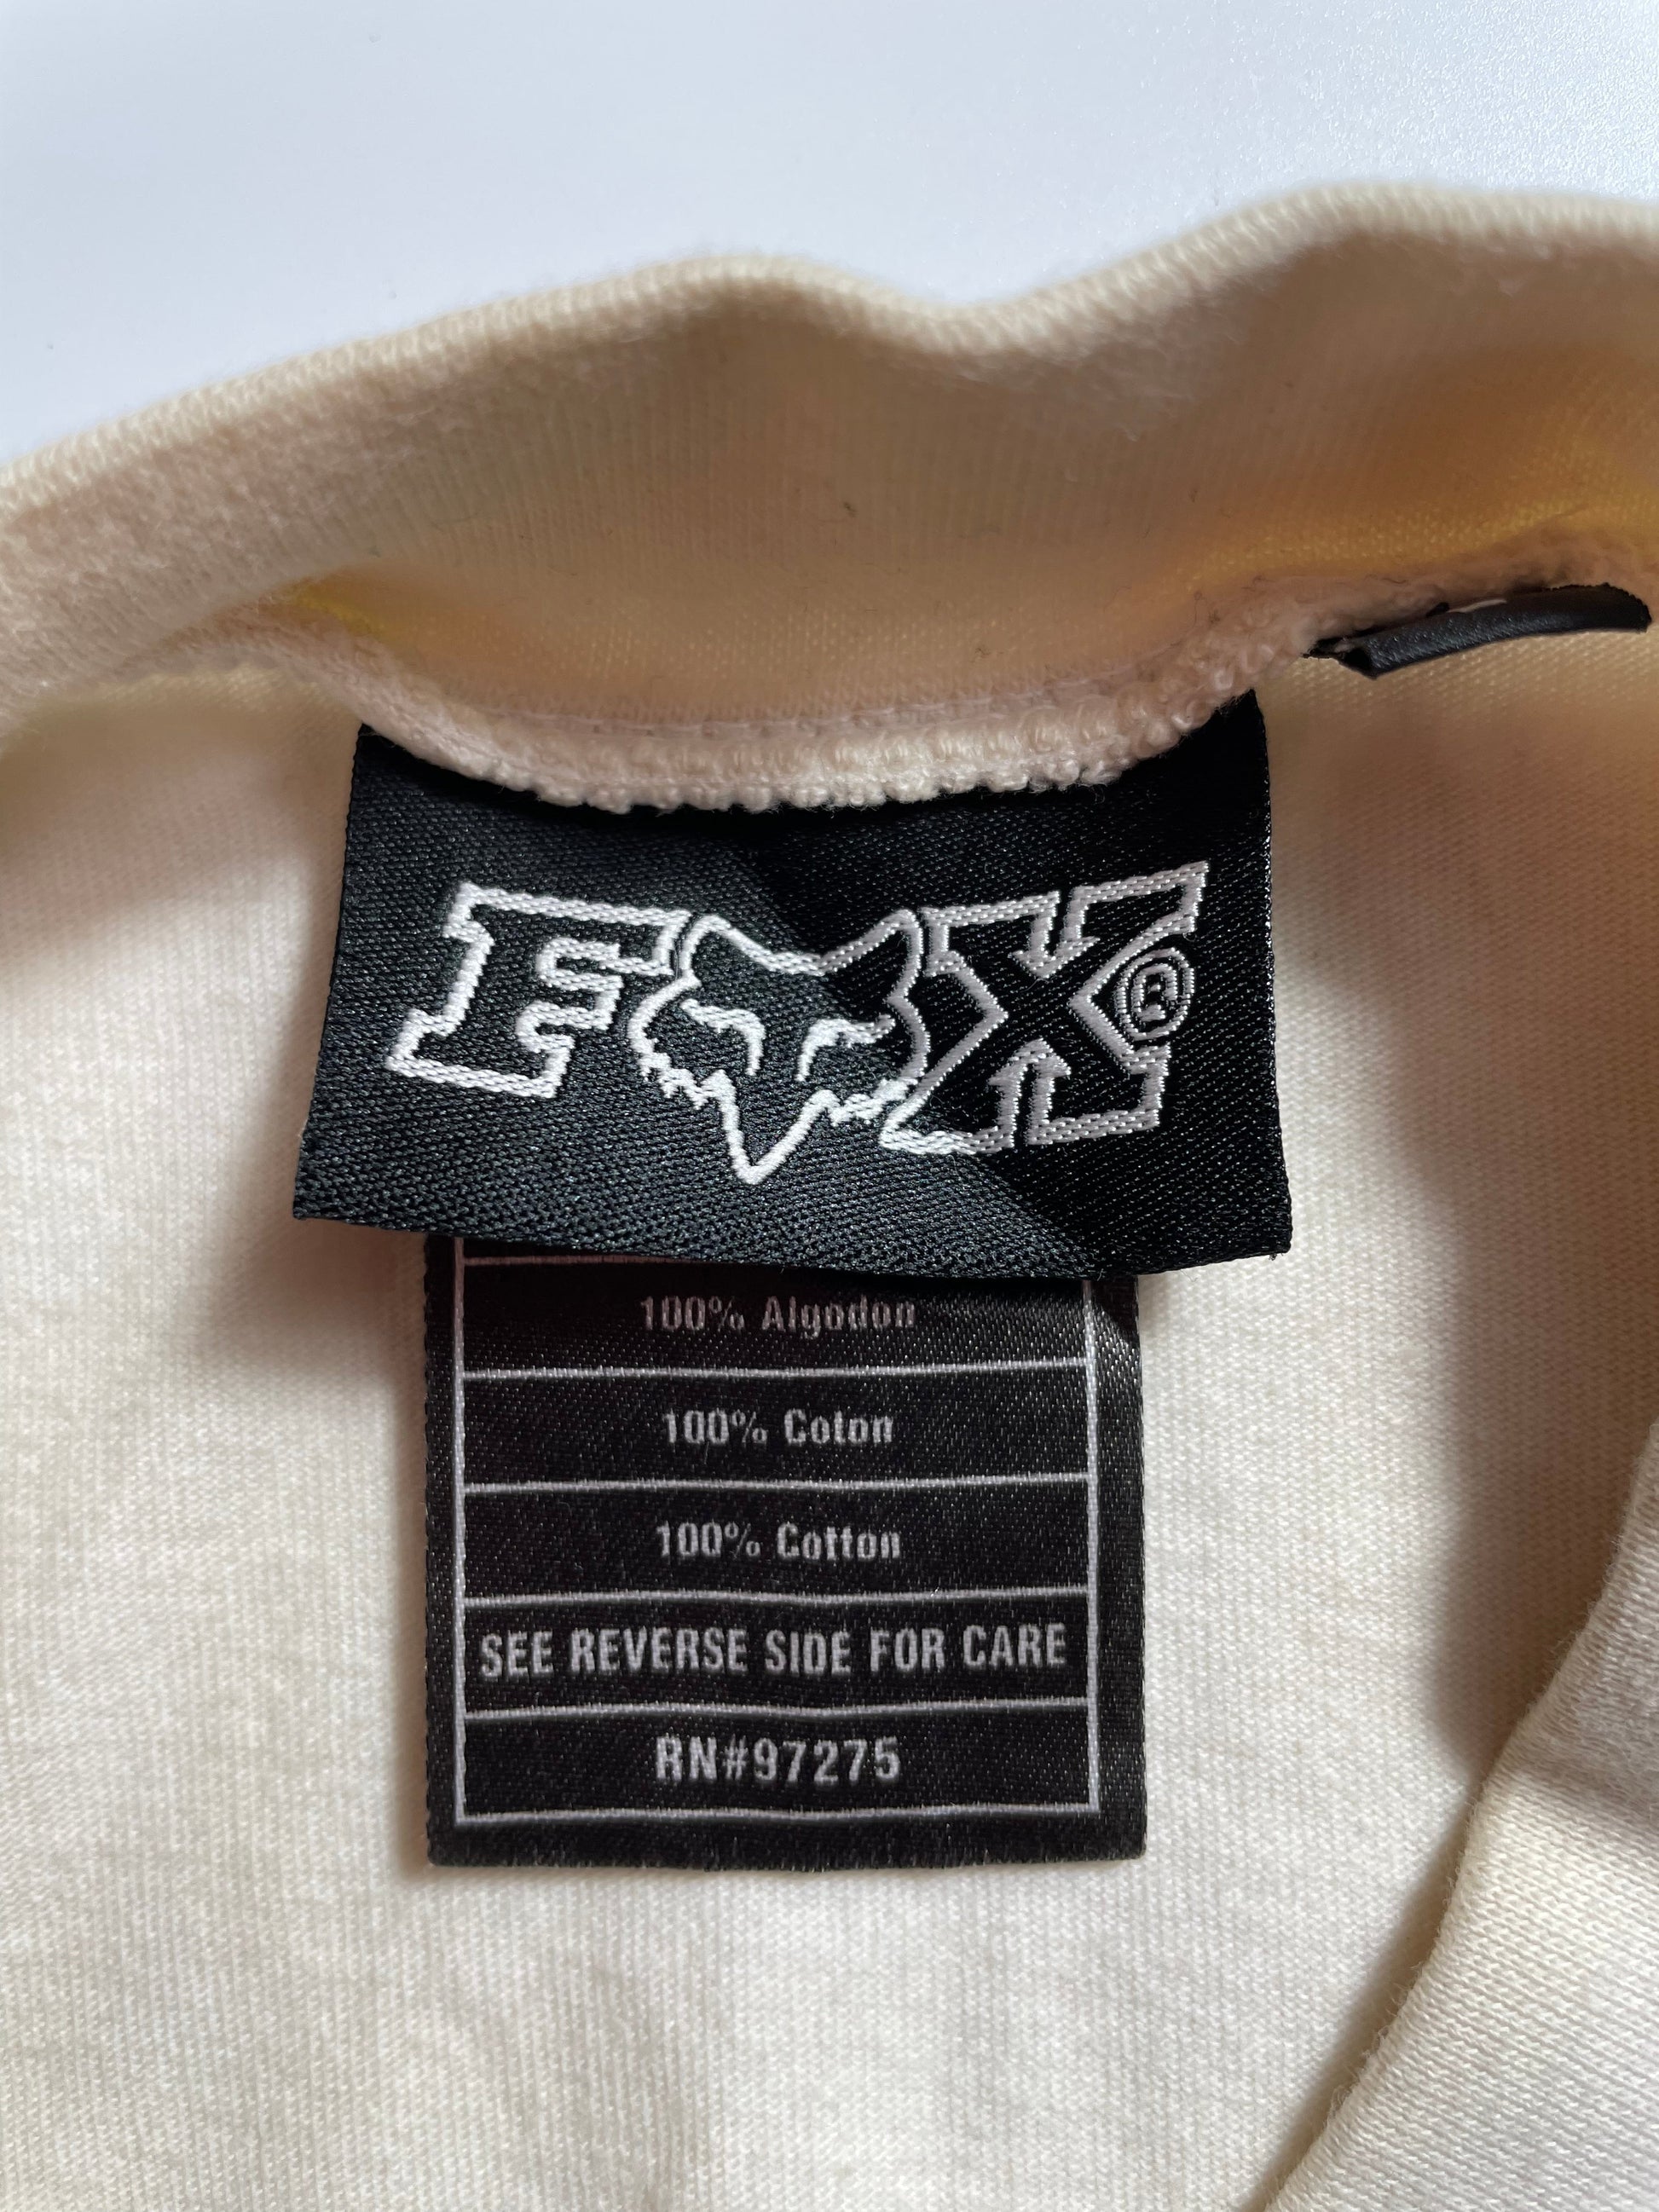 FOX®
100% Algodon
100% Coton
100% Cotton
SEE REVERSE SIDE FOR CARE
RN#97275